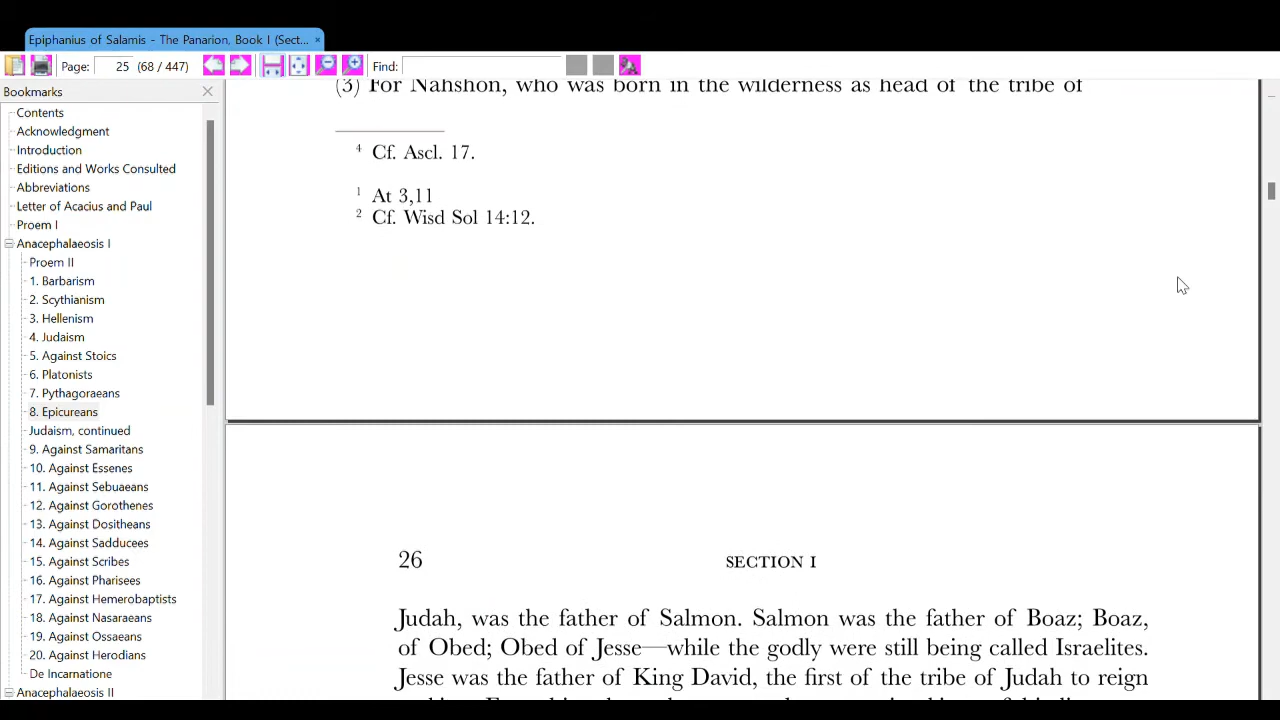 Epiphanius of Salamis - The Panarion, Book I (Sect... ×
Page: 25 (68 / 447) Find:
Bookmarks
Contents
Acknowledgment
Introduction
Editions and Works Consulted
Abbreviations
Letter of Acacius and Paul
Proem I
Anacephalaeosis I
Proem II
1. Barbarism
2. Scythianism
3. Hellenism
4. Judaism
5. Against Stoics
6. Platonists
7. Pythagoraeans
8. Epicureans
Judaism, continued
9. Against Samaritans
10. Against Essenes
11. Against Sebuaeans
12. Against Gorothenes
13. Against Dositheans
14. Against Sadducees
15. Against Scribes
16. Against Pharisees
17. Against Hemerobaptists
18. Against Nasaraeans
19. Against Ossaeans
20. Against Herodians
De Incarnatione
Anacephalaeosis II
(3) For Nahshon, who was born in the wilderness as head of the tribe of
4 Cf. Ascl. 17.
1 At 3,11
2 Cf. Wisd Sol 14:12.
26 SECTION I
Judah, was the father of Salmon. Salmon was the father of Boaz; Boaz,
of Obed; Obed of Jesse—while the godly were still being called Israelites.
Jesse was the father of King David, the first of the tribe of Judah to reign